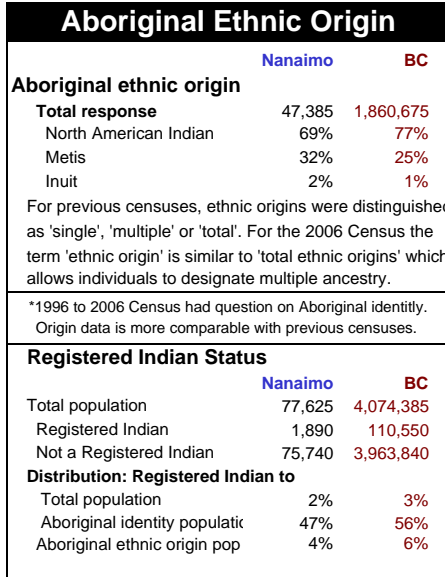 Aboriginal Ethnic Origin
Nanaimo BC
Aboriginal ethnic origin
Total response 47,385 1,860,675
North American Indian 69% 77%
Metis 32% 25%
Inuit 2% 1%
For previous censuses, ethnic origins were distinguished
as 'single', 'multiple' or 'total'. For the 2006 Census the
term 'ethnic origin' is similar to 'total ethnic origins' which
allows individuals to designate multiple ancestry.
*1996 to 2006 Census had question on Aboriginal identitly.
Origin data is more comparable with previous censuses.
Registered Indian Status
Nanaimo BC
Total population 77,625 4,074,385
Registered Indian 1,890 110,550
Not a Registered Indian 75,740 3,963,840
Distribution: Registered Indian to
Total population 2% 3%
Aboriginal identity populatic 47% 56%
Aboriginal ethnic origin pop 4% 6%